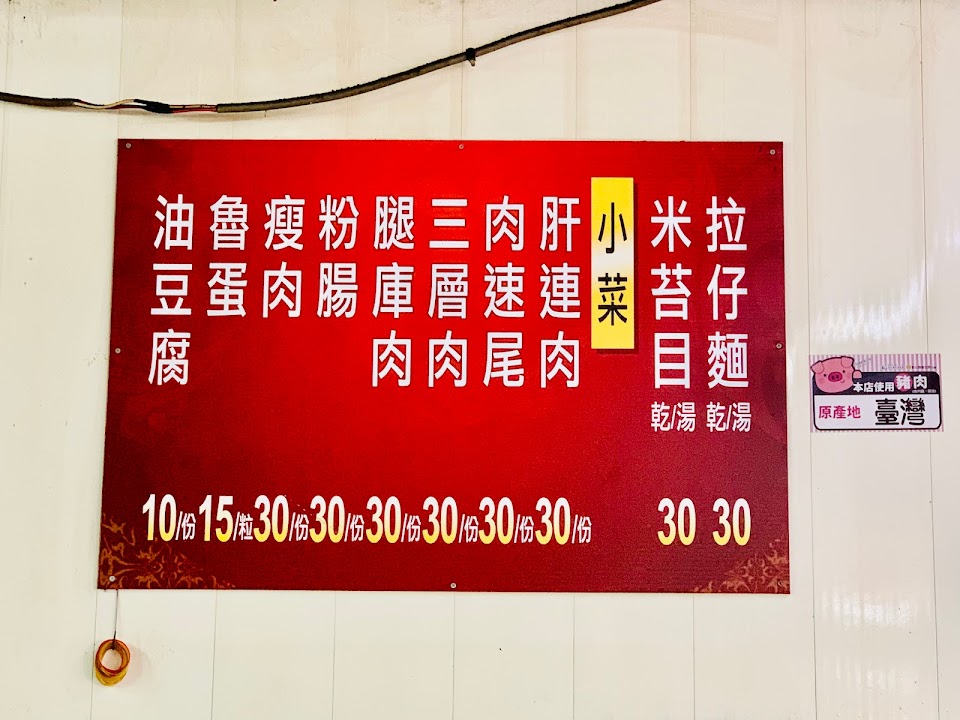 拉仔麵 乾/湯 30
米苔目 乾/湯 30
小菜
肝連肉 30/份
肉速尾 30/份
三層肉 30/份
腿庫肉 30/份
粉腸 30/份
瘦肉 30/份
魯蛋 15/粒
油豆腐 10/份
本店使用豬肉
原產地 臺灣